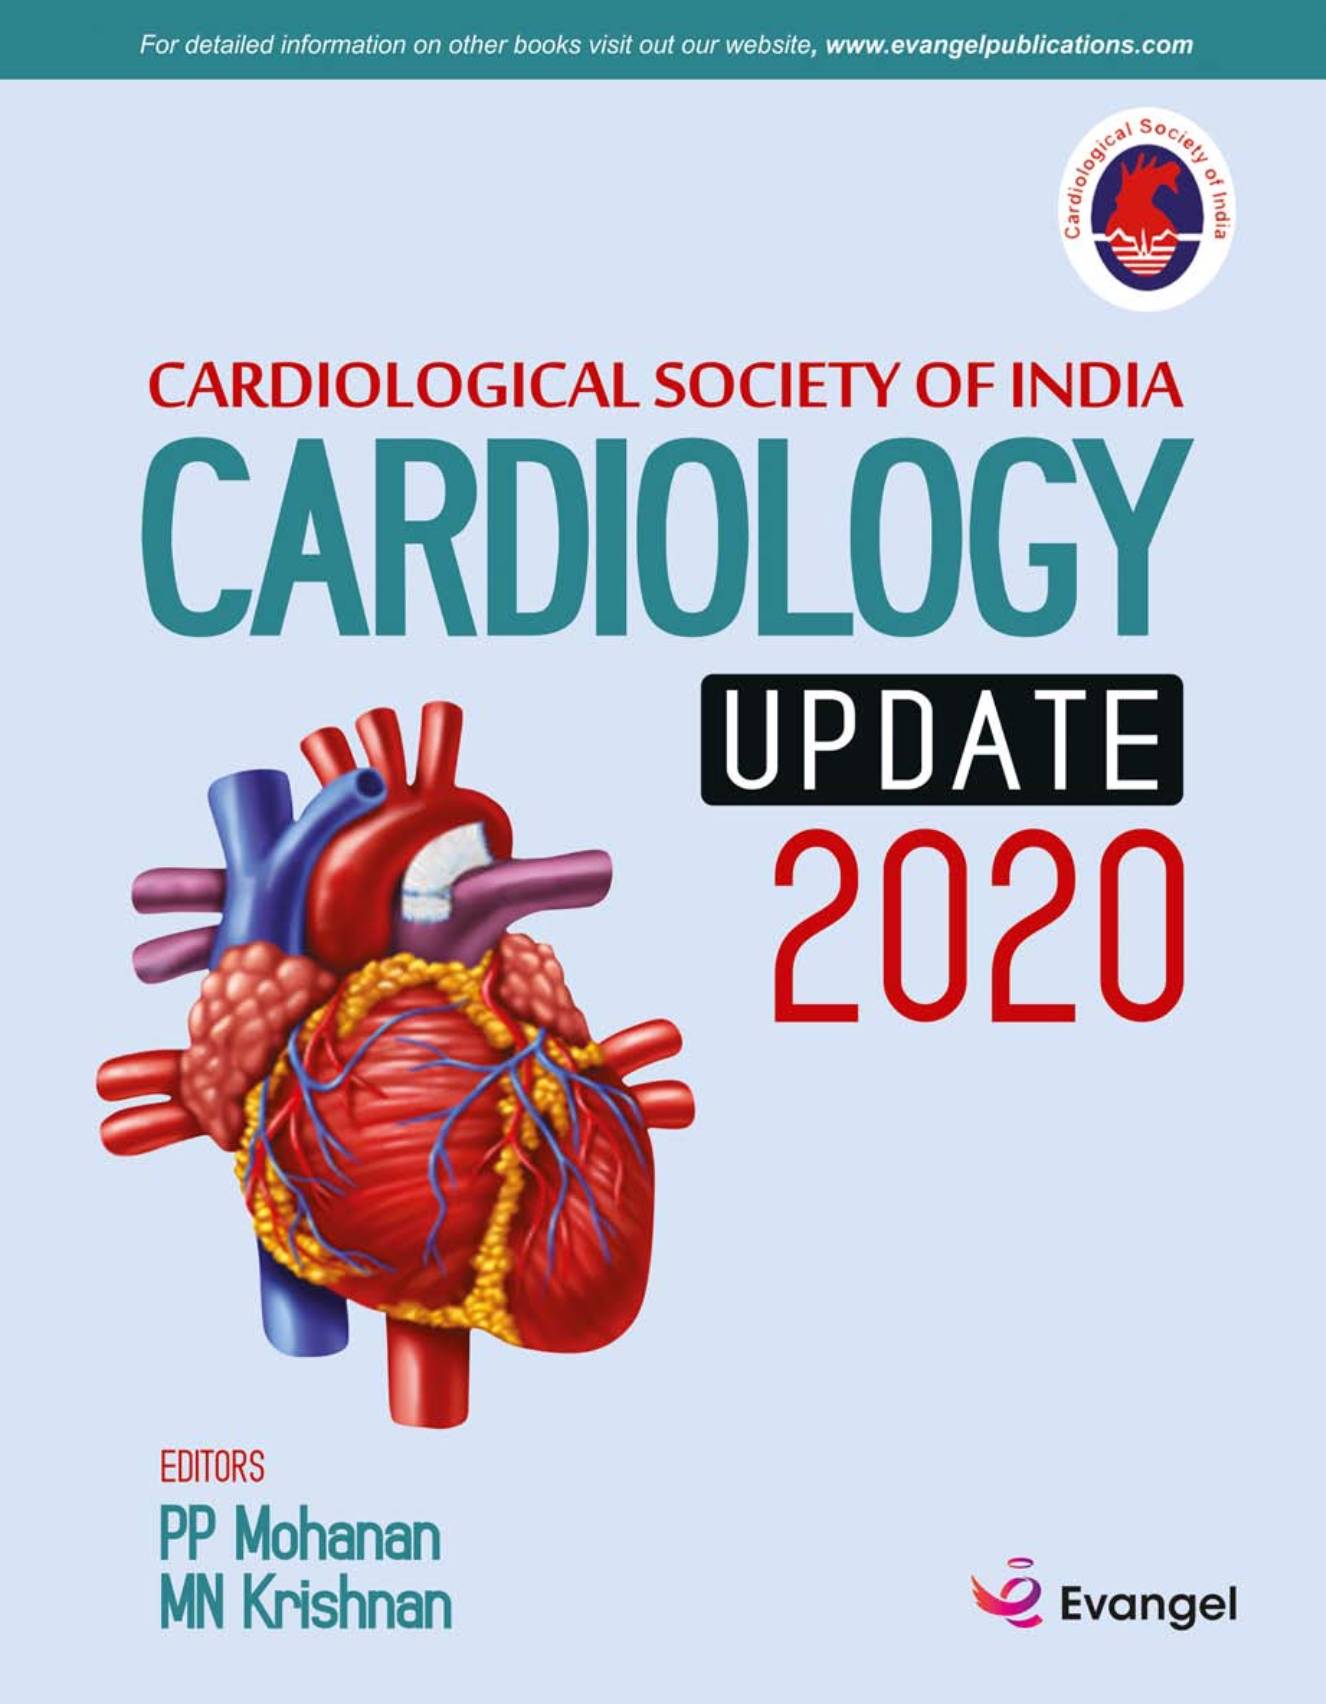 For detailed information on other books visit out our website, www.evangelpublications.com
Cardiological Society of India
CARDIOLOGICAL SOCIETY OF INDIA
CARDIOLOGY
UPDATE
2020
EDITORS
PP Mohanan
MN Krishnan
Evangel